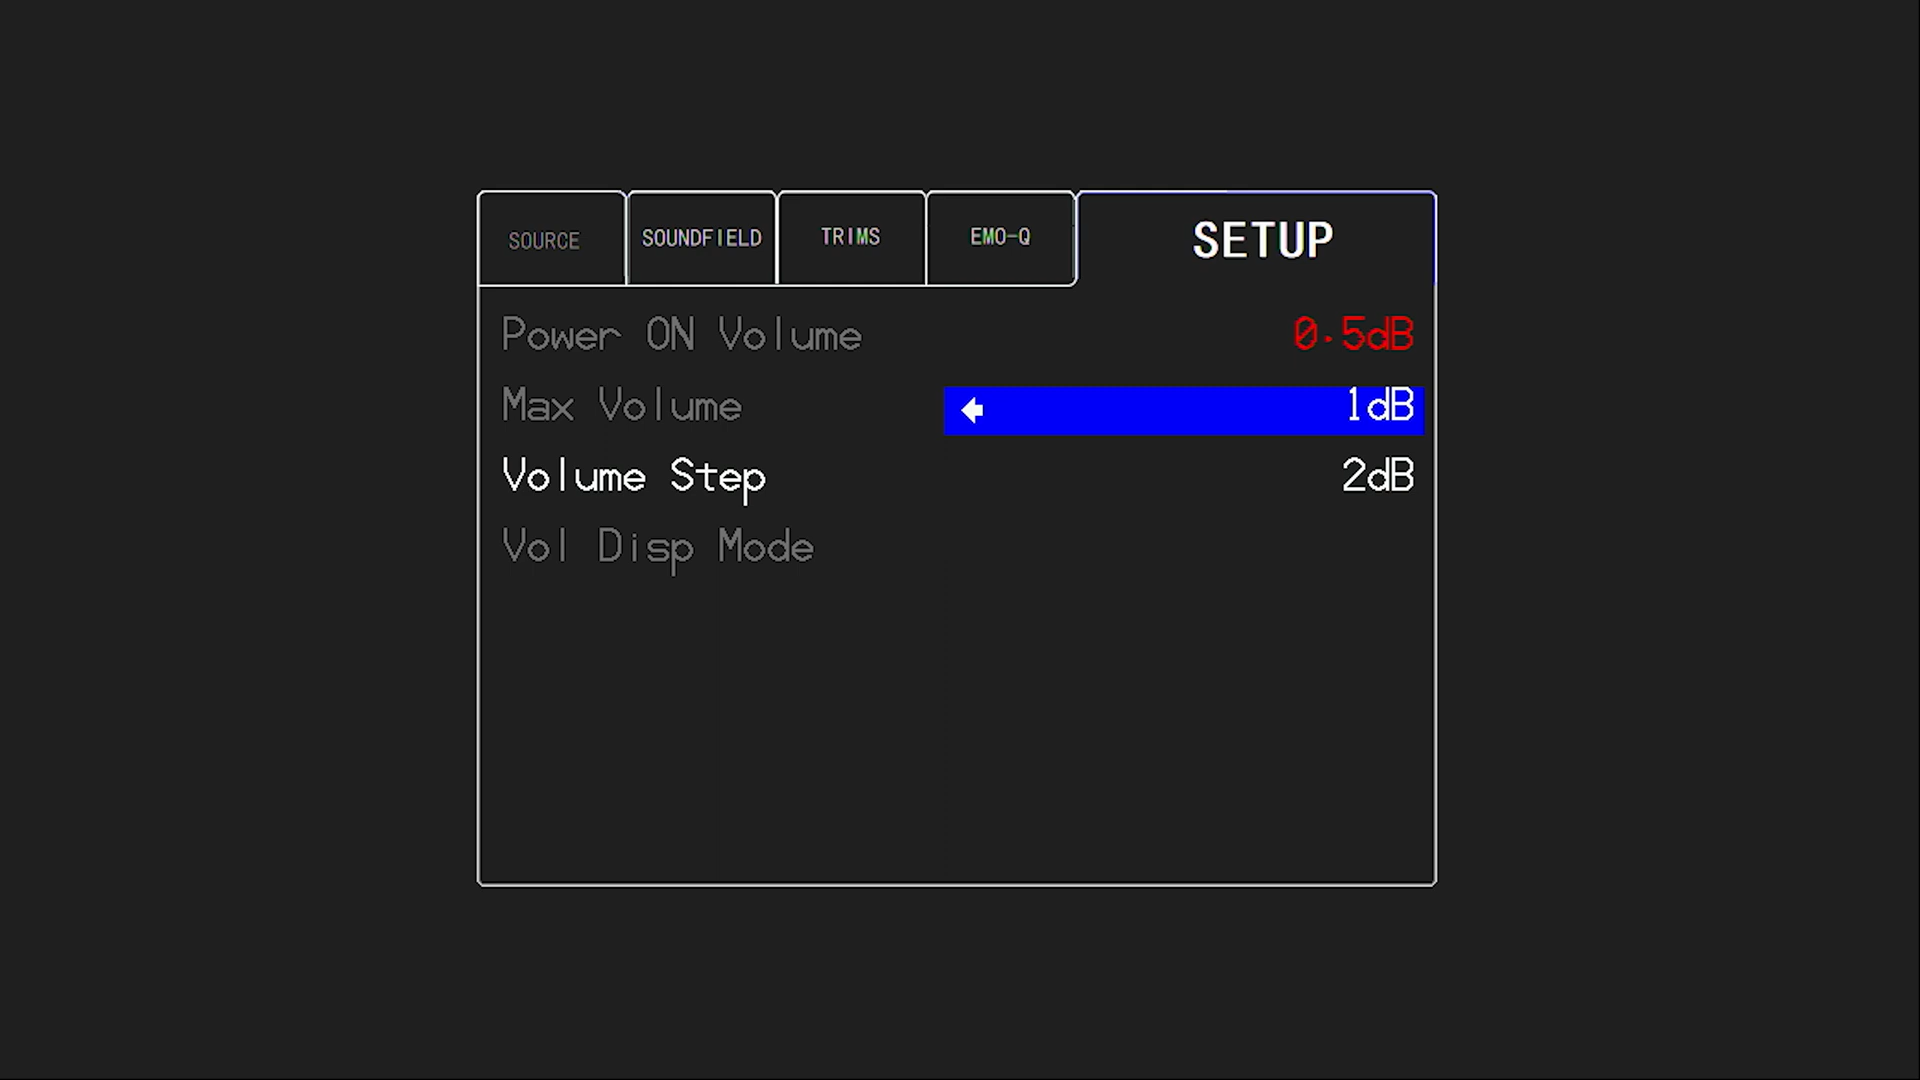 SOURCE SOUNDFIELD TRIMS EMO-Q SETUP
Power ON Volume 0.5dB
Max Volume 1dB
Volume Step 2dB
Vol Disp Mode